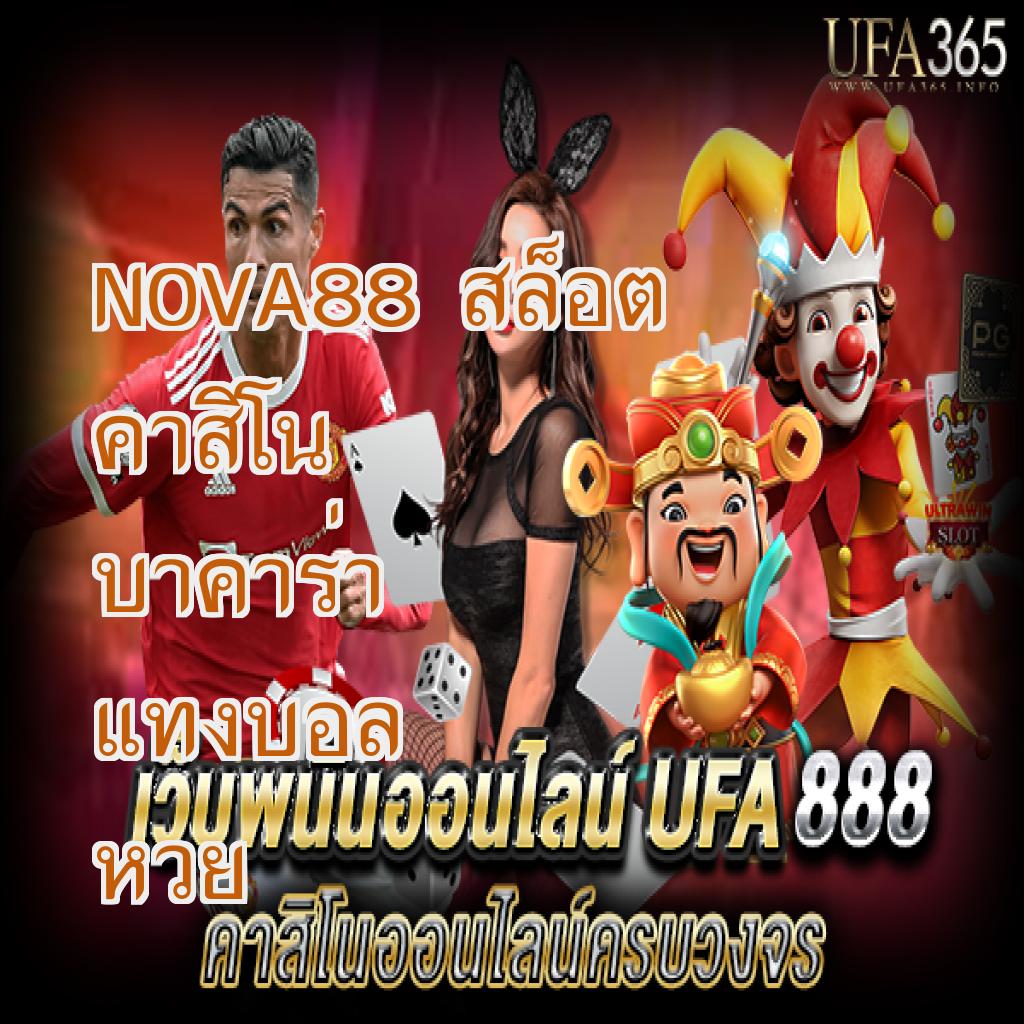 UFA365
WWW.UFA365.INFO
NOVA88 สล็อต
คาสิโน
PG
A
บาคาร่า
ULTRAWIN
SLOT
แทงบอล
เว็บพนันออนไลน์ UFA 888
หวย
คาสิโนออนไลน์ครบวงจร